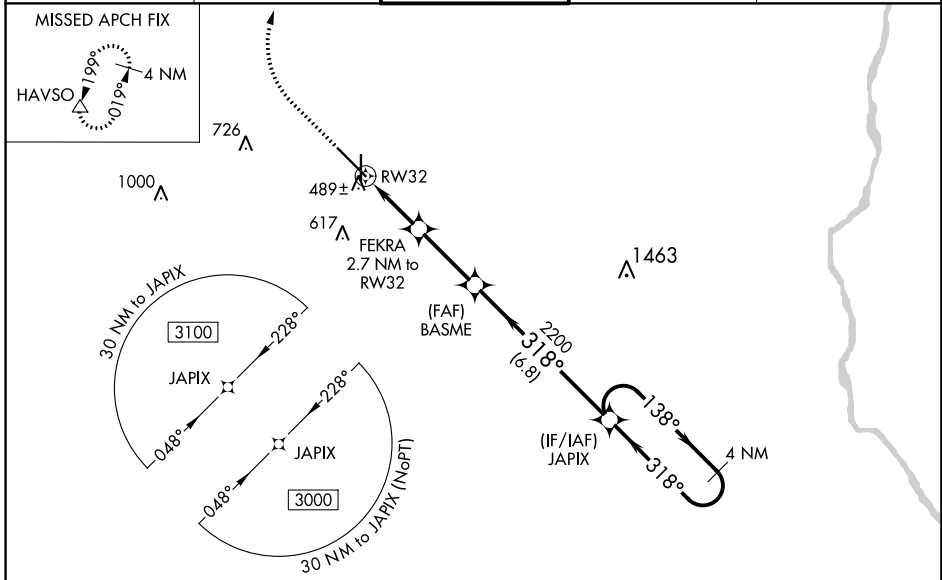 MISSED APCH FIX
HAVSO
199°
019°
4 NM
726
1000
489±
RW32
617
FEKRA
2.7 NM to
RW32
1463
(FAF)
BASME
2200
318°
(6.8)
30 NM to JAPIX
3100
228°
JAPIX
048°
228°
JAPIX
048°
3000
30 NM to JAPIX (NoPT)
(IF/IAF)
JAPIX
138°
318°
4 NM